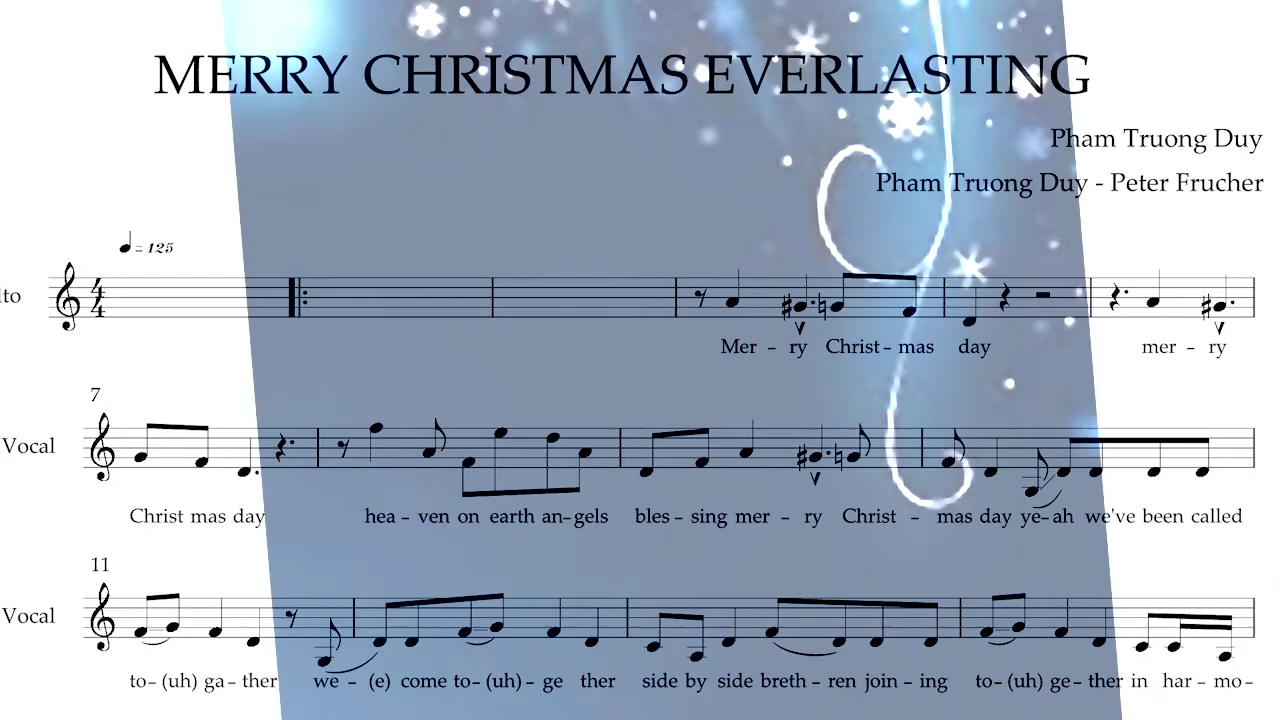 MERRY CHRISTMAS EVERLASTING
Pham Truong Duy
Pham Truong Duy - Peter Frucher
= 125
lto
Mer - ry Christ - mas day mer - ry
7
Vocal
Christ mas day hea - ven on earth an - gels bles - sing mer - ry Christ - mas day ye - ah we've been called
11
Vocal
to - (uh) ga - ther we - (e) come to - (uh) - ge ther side by side breth - ren join - ing to - (uh) ge - ther in har - mo -